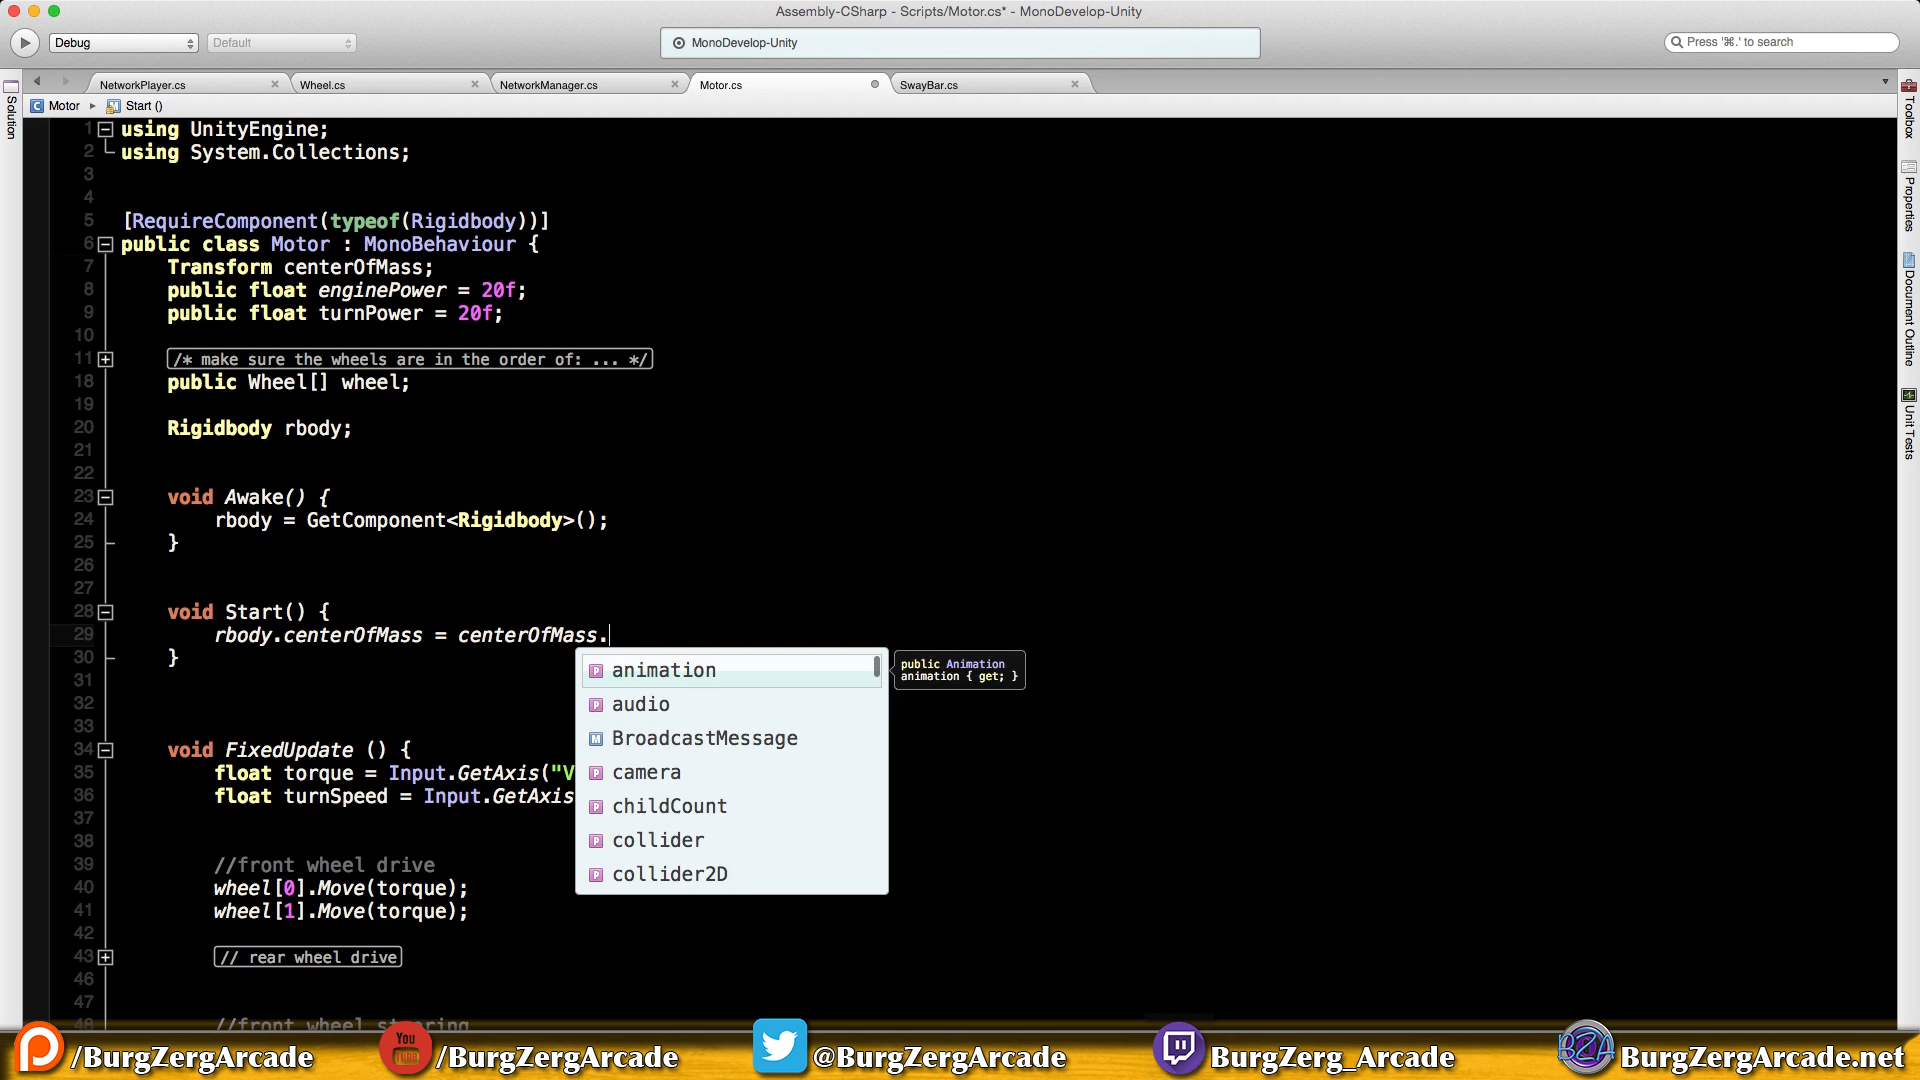 Assembly-CSharp - Scripts/Motor.cs* - MonoDevelop-Unity
Debug
Default
MonoDevelop-Unity
Press '⌘.' to search
NetworkPlayer.cs
Wheel.cs
NetworkManager.cs
Motor.cs
SwayBar.cs
Motor
Start ()
Solution
Toolbox
Properties
Document Outline
Unit Tests
1 using UnityEngine;
2 using System.Collections;
3
4
5 [RequireComponent(typeof(Rigidbody))]
6 public class Motor : MonoBehaviour {
7 Transform centerOfMass;
8 public float enginePower = 20f;
9 public float turnPower = 20f;
10
11 /* make sure the wheels are in the order of: ... */
18 public Wheel[] wheel;
19
20 Rigidbody rbody;
21
22
23 void Awake() {
24 rbody = GetComponent<Rigidbody>();
25 }
26
27
28 void Start() {
29 rbody.centerOfMass = centerOfMass.
30 }
31
32
33
34 void FixedUpdate () {
35 float torque = Input.GetAxis("V
36 float turnSpeed = Input.GetAxis
37
38
39 //front wheel drive
40 wheel[0].Move(torque);
41 wheel[1].Move(torque);
42
43 // rear wheel drive
46
47
48 //front wheel steering
animation
audio
BroadcastMessage
camera
childCount
collider
collider2D
public Animation
animation { get; }
/BurgZergArcade
You Tube
/BurgZergArcade
@BurgZergArcade
BurgZerg_Arcade
BZA
BurgZergArcade.net